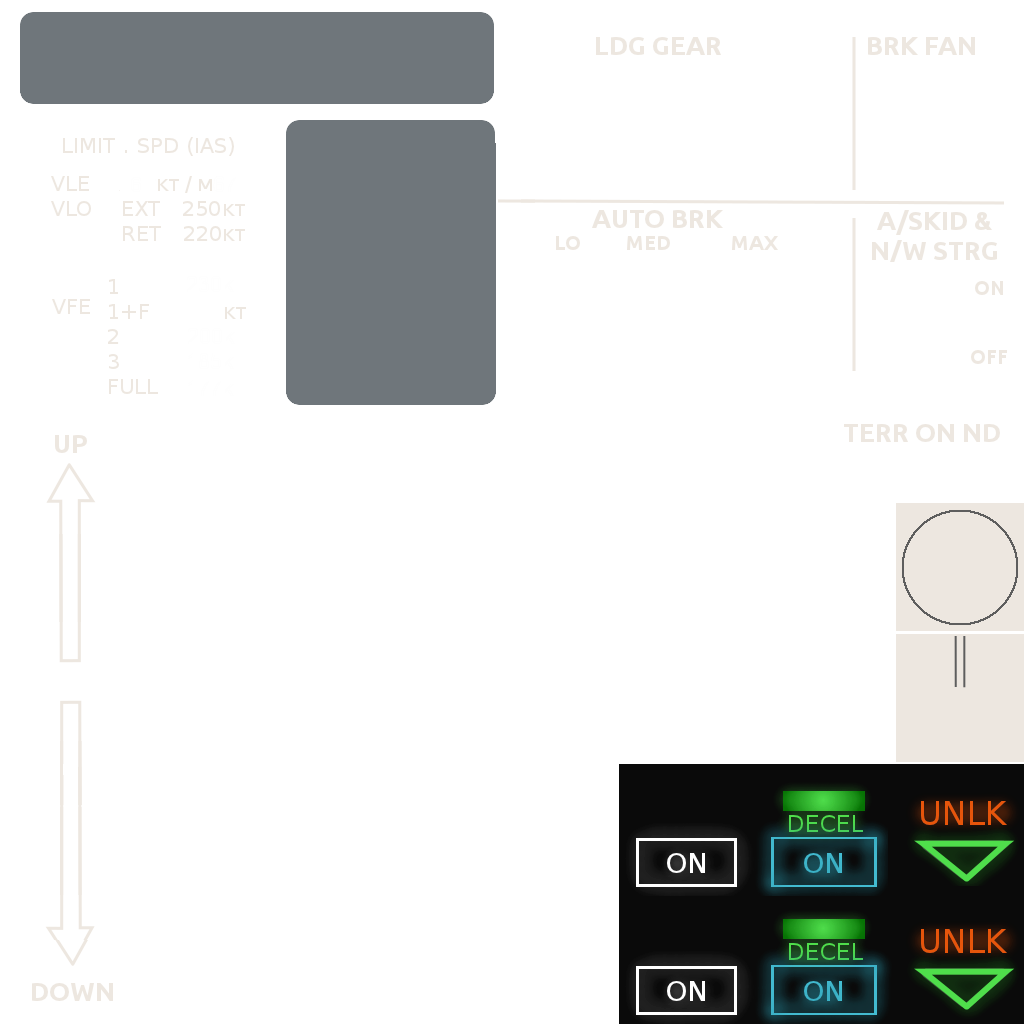 LDG GEAR
BRK FAN
LIMIT . SPD (IAS)
VLE KT / M
VLO EXT 250KT
RET 220KT
VFE
1
1+F KT
2
3
FULL
AUTO BRK
LO MED MAX
A/SKID &
N/W STRG
ON
OFF
TERR ON ND
UP
DOWN
DECEL
UNLK
ON
ON
DECEL
UNLK
ON
ON